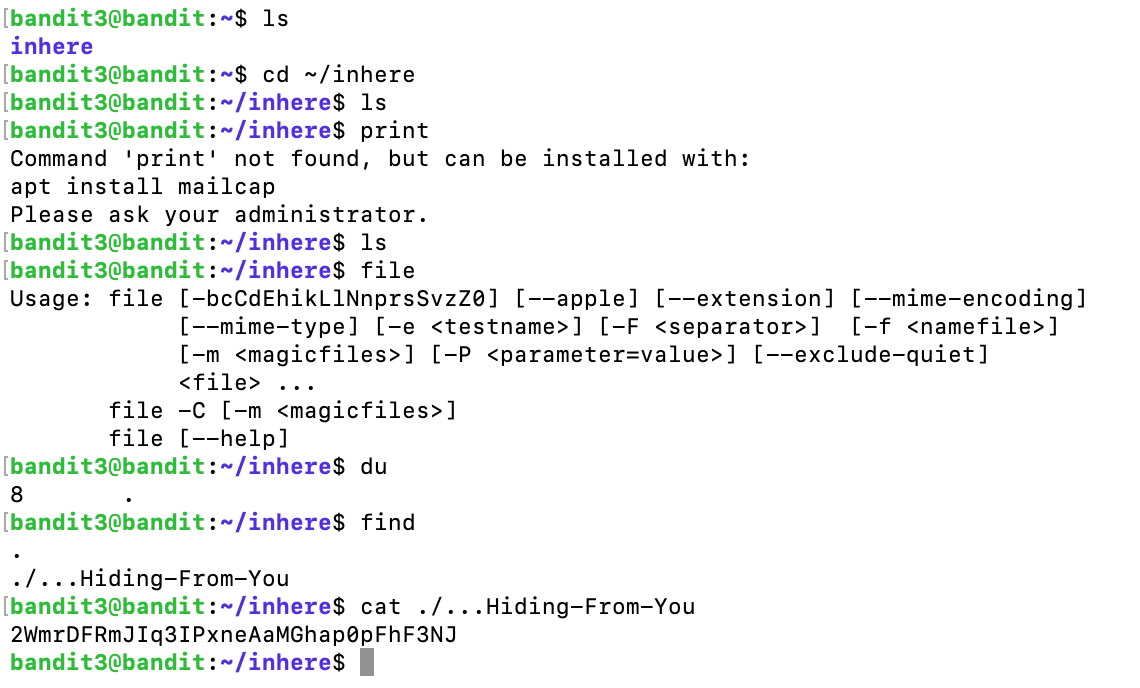 [bandit3@bandit:~$ ls
inhere
[bandit3@bandit:~$ cd ~/inhere
[bandit3@bandit:~/inhere$ ls
[bandit3@bandit:~/inhere$ print
Command 'print' not found, but can be installed with:
apt install mailcap
Please ask your administrator.
[bandit3@bandit:~/inhere$ ls
[bandit3@bandit:~/inhere$ file
Usage: file [-bcCdEhikLlNnprsSvzZ0] [--apple] [--extension] [--mime-encoding]
            [--mime-type] [-e <testname>] [-F <separator>]  [-f <namefile>]
            [-m <magicfiles>] [-P <parameter=value>] [--exclude-quiet]
            <file> ...
       file -C [-m <magicfiles>]
       file [--help]
[bandit3@bandit:~/inhere$ du
8       .
[bandit3@bandit:~/inhere$ find
.
./...Hiding-From-You
[bandit3@bandit:~/inhere$ cat ./...Hiding-From-You
2WmrDFRmJIq3IPxneAaMGhap0pFhF3NJ
bandit3@bandit:~/inhere$